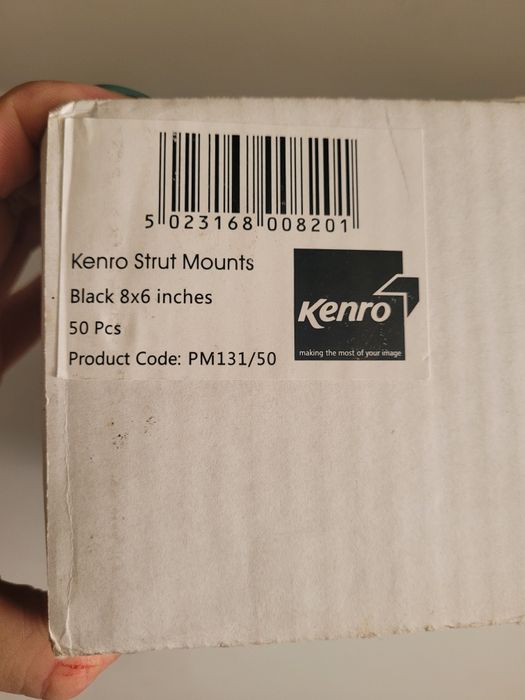 5 023168 008201
Kenro Strut Mounts
Black 8x6 inches
50 Pcs
Product Code: PM131/50
Kenro
making the most of your image